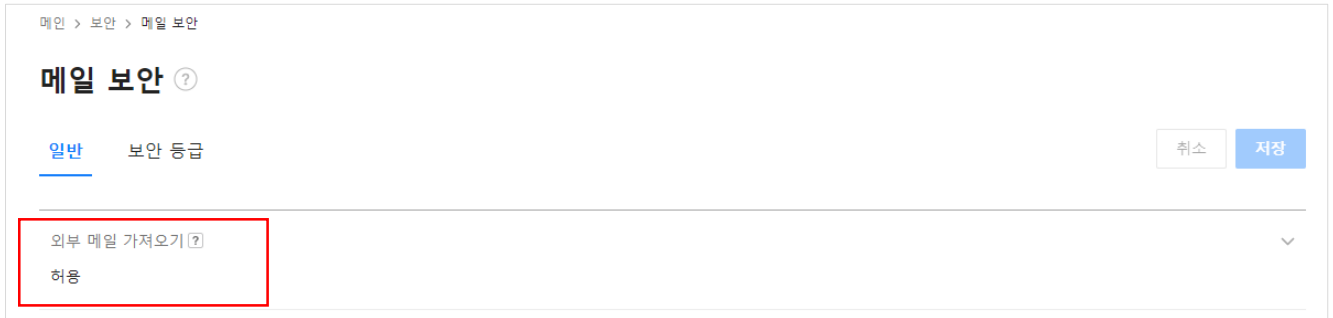 메인 > 보안 > 메일 보안
메일 보안 ?
일반 보안 등급 취소 저장
외부 메일 가져오기 ?
허용